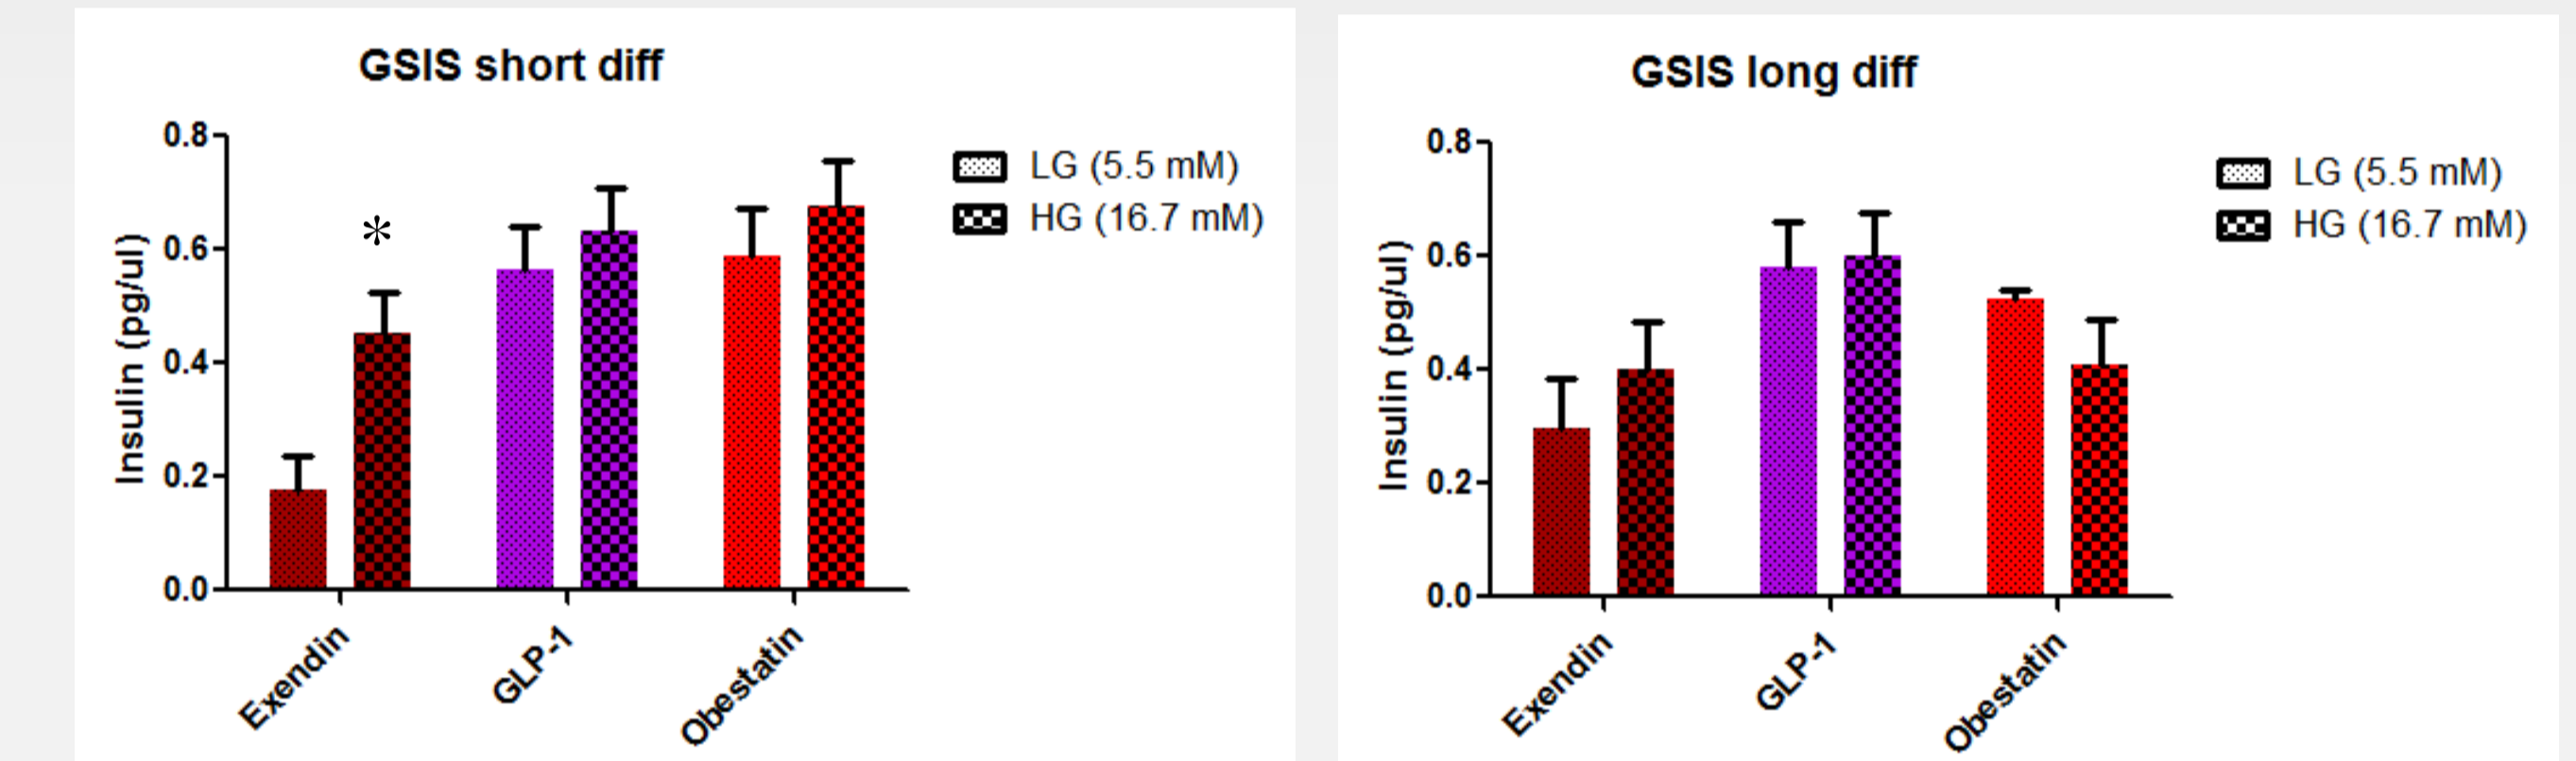 GSIS short diff
0.8
0.6
0.4
0.2
0.0
Insulin (pg/ul)
*
LG (5.5 mM)
HG (16.7 mM)
Exendin
GLP-1
Obestatin
GSIS long diff
0.8
0.6
0.4
0.2
0.0
Insulin (pg/ul)
LG (5.5 mM)
HG (16.7 mM)
Exendin
GLP-1
Obestatin